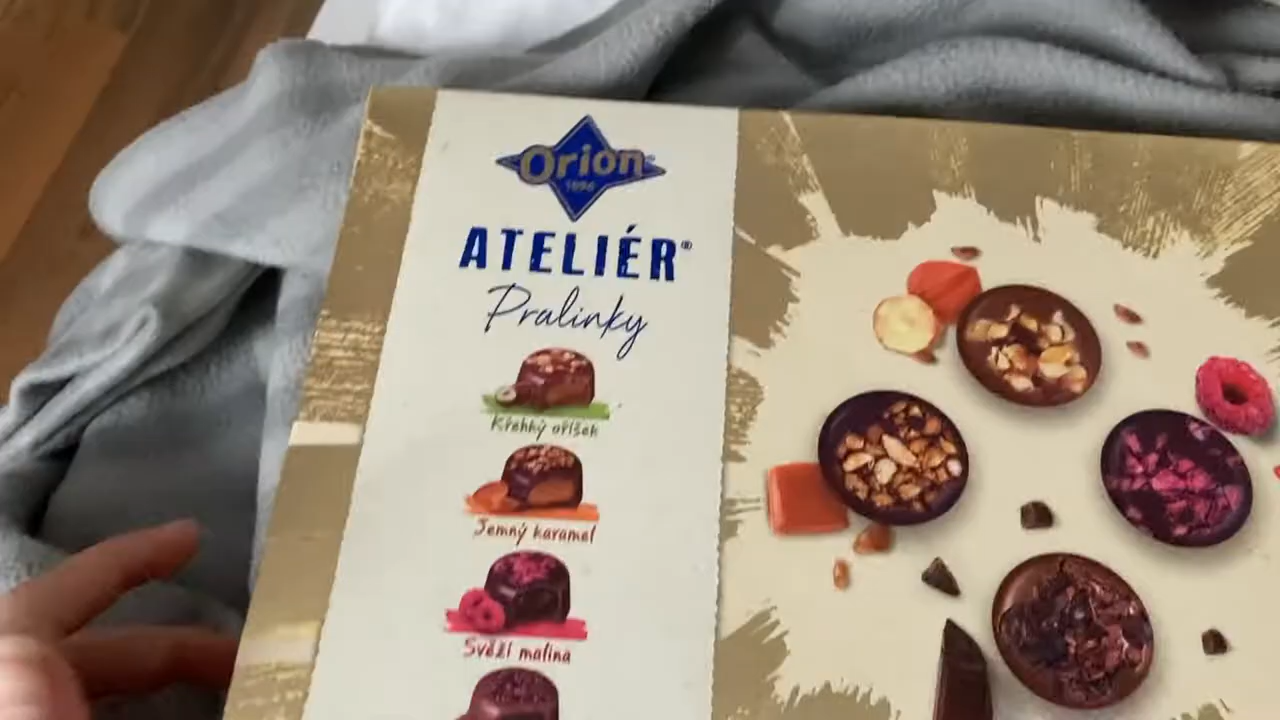 Orion
1896
ATELIÉR®
Pralinky
Křehký oříšek
Jemný karamel
Svěží malina